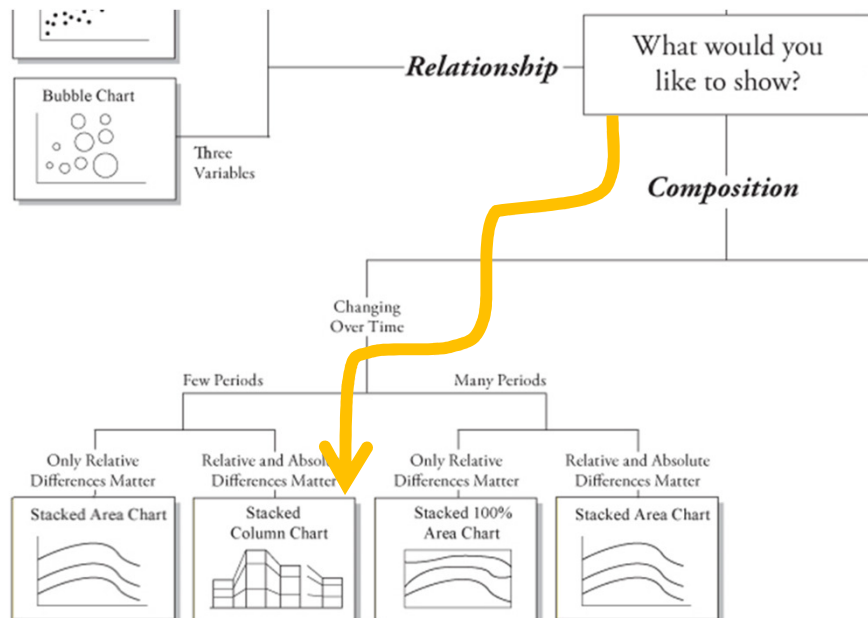 What would you
like to show?
Relationship
Bubble Chart
Three
Variables
Composition
Changing
Over Time
Few Periods
Many Periods
Only Relative
Differences Matter
Relative and Absolu
Differences Matter
Only Relative
Differences Matter
Relative and Absolute
Differences Matter
Stacked Area Chart
Stacked
Column Chart
Stacked 100%
Area Chart
Stacked Area Chart